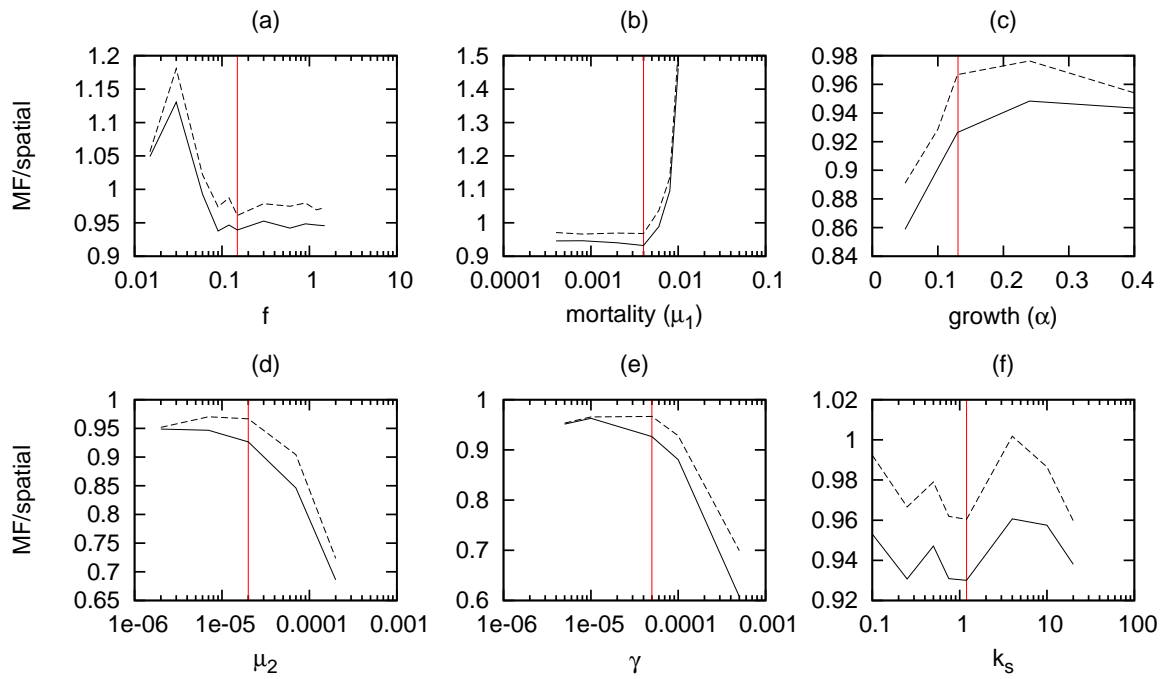 (a) (b) (c)
MF/spatial
1.2
1.15
1.1
1.05
1
0.95
0.9
0.01 0.1 1 10
f
1.5
1.4
1.3
1.2
1.1
1
0.9
0.0001 0.001 0.01 0.1
mortality (μ1)
0.98
0.96
0.94
0.92
0.9
0.88
0.86
0.84
0 0.1 0.2 0.3 0.4
growth (α)
(d) (e) (f)
MF/spatial
1
0.95
0.9
0.85
0.8
0.75
0.7
0.65
1e-06 1e-05 0.0001 0.001
μ2
1
0.9
0.8
0.7
0.6
1e-06 1e-05 0.0001 0.001
γ
1.02
1
0.98
0.96
0.94
0.92
0.1 1 10 100
ks